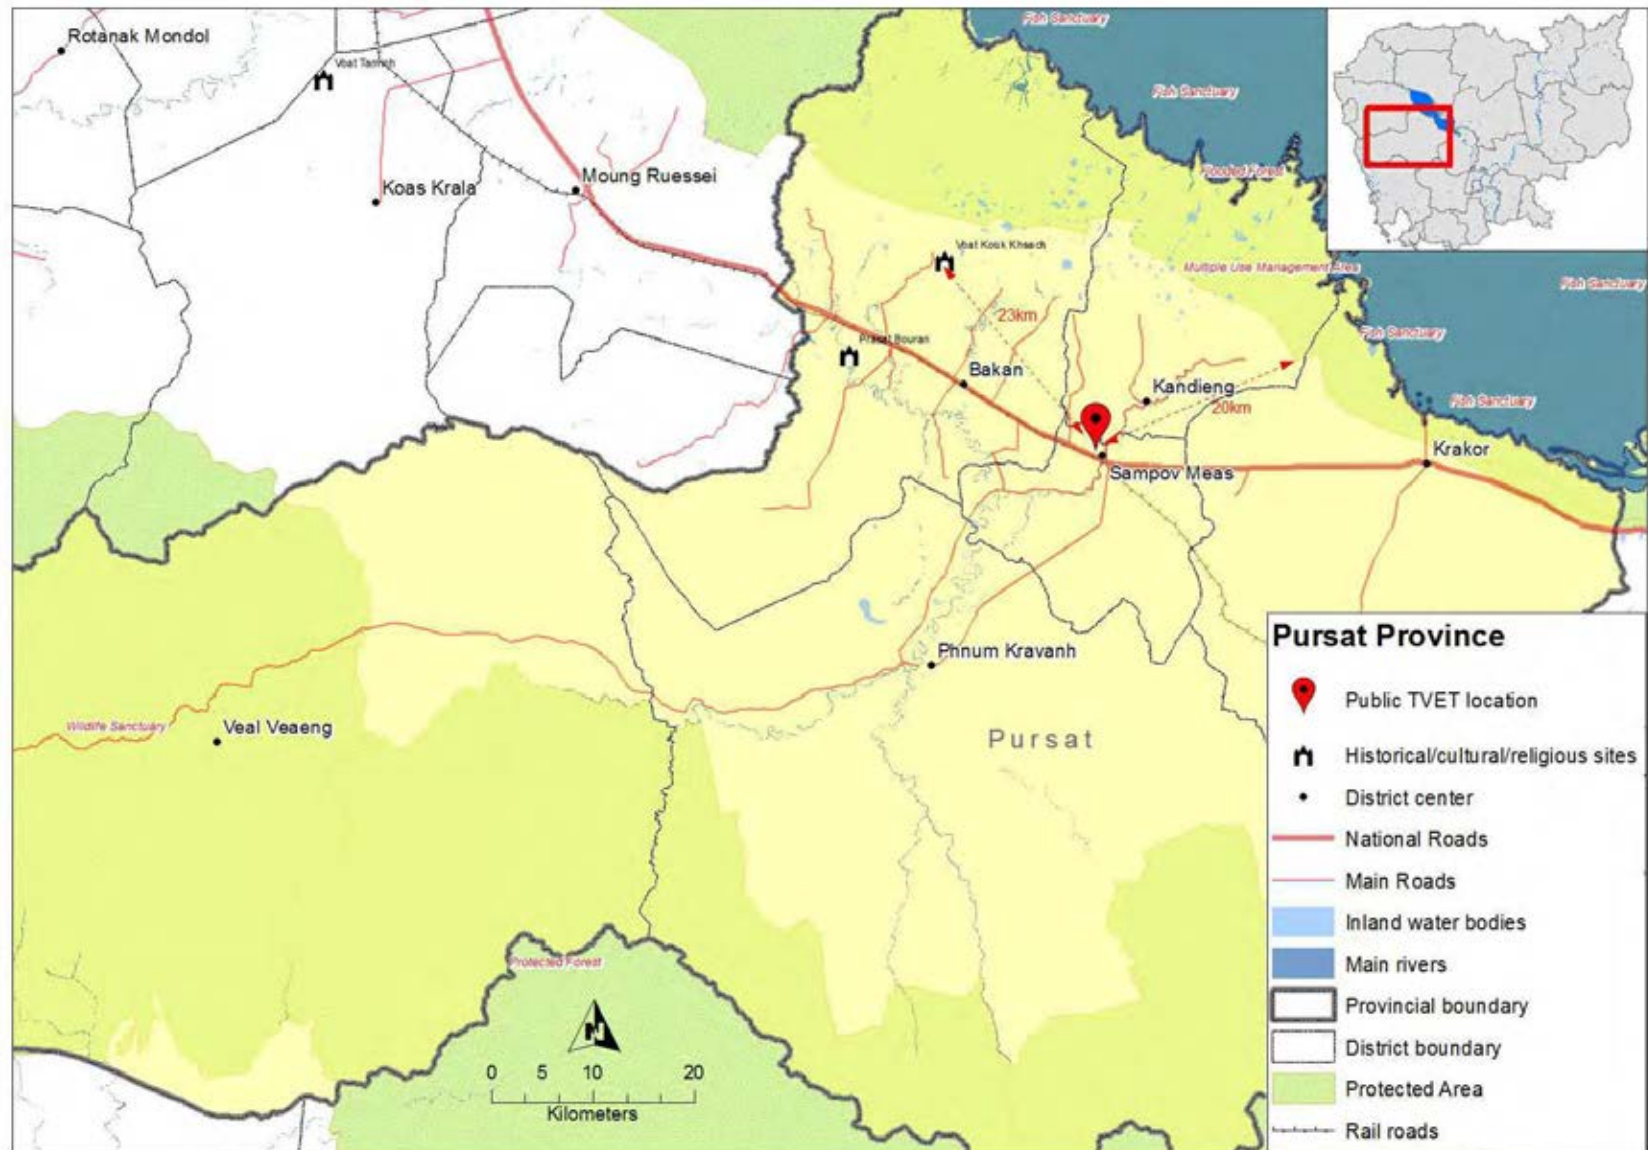 Rotanak Mondol
Fish Sanctuary
Fish Sanctuary
Koas Krala
Moung Ruessei
Flooded Forest
Voat Kouk Khsach
Multiple Use Management Area
Fish Sanctuary
23km
Fish Sanctuary
Prasat Bouran
Bakan
Kandieng
20km
Fish Sanctuary
Krakor
Sampov Meas
Phnum Kravanh
Wildlife Sanctuary
Veal Veaeng
Pursat
Protected Forest
N
0 5 10 20
Kilometers
Pursat Province
Public TVET location
Historical/cultural/religious sites
District center
National Roads
Main Roads
Inland water bodies
Main rivers
Provincial boundary
District boundary
Protected Area
Rail roads